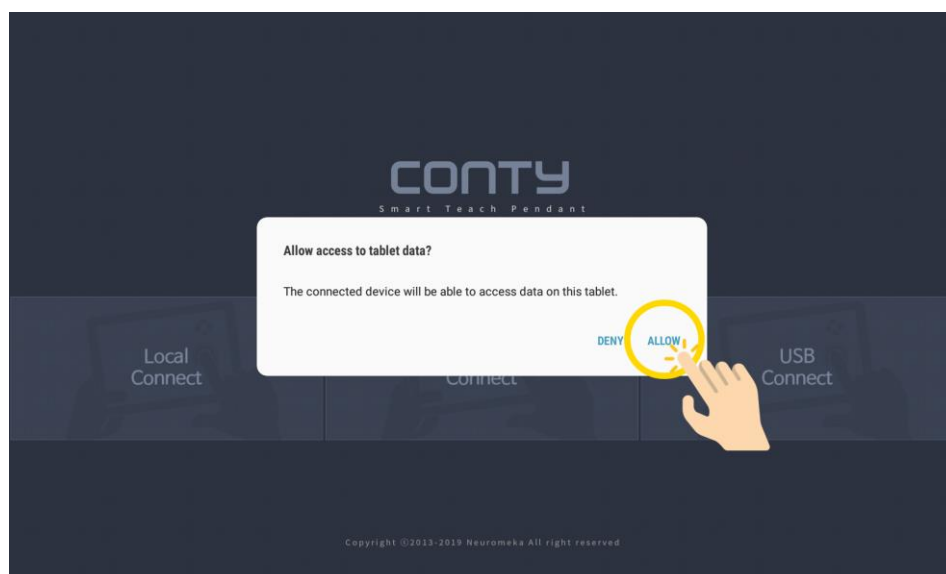 CONTY
Smart Teach Pendant
Allow access to tablet data?
The connected device will be able to access data on this tablet.
DENY ALLOW
Local
Connect
Connect
USB
Connect
Copyright ⓒ2013-2019 Neuromeka All right reserved